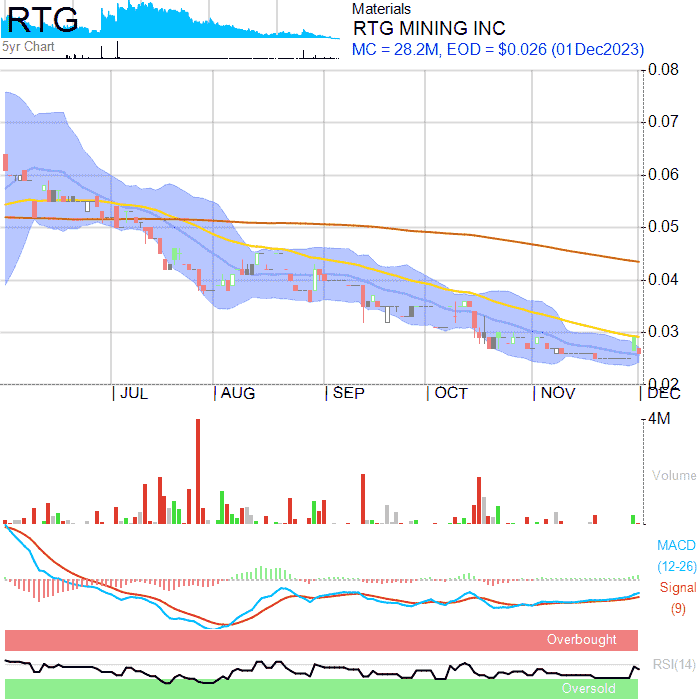 RTG
5yr Chart
Materials
RTG MINING INC
MC = 28.2M, EOD = $0.026 (01Dec2023)
0.08
0.07
0.06
0.05
0.04
0.03
0.02
JUL AUG SEP OCT NOV DEC
4M
Volume
MACD
(12-26)
Signal
(9)
Overbought
RSI(14)
Oversold